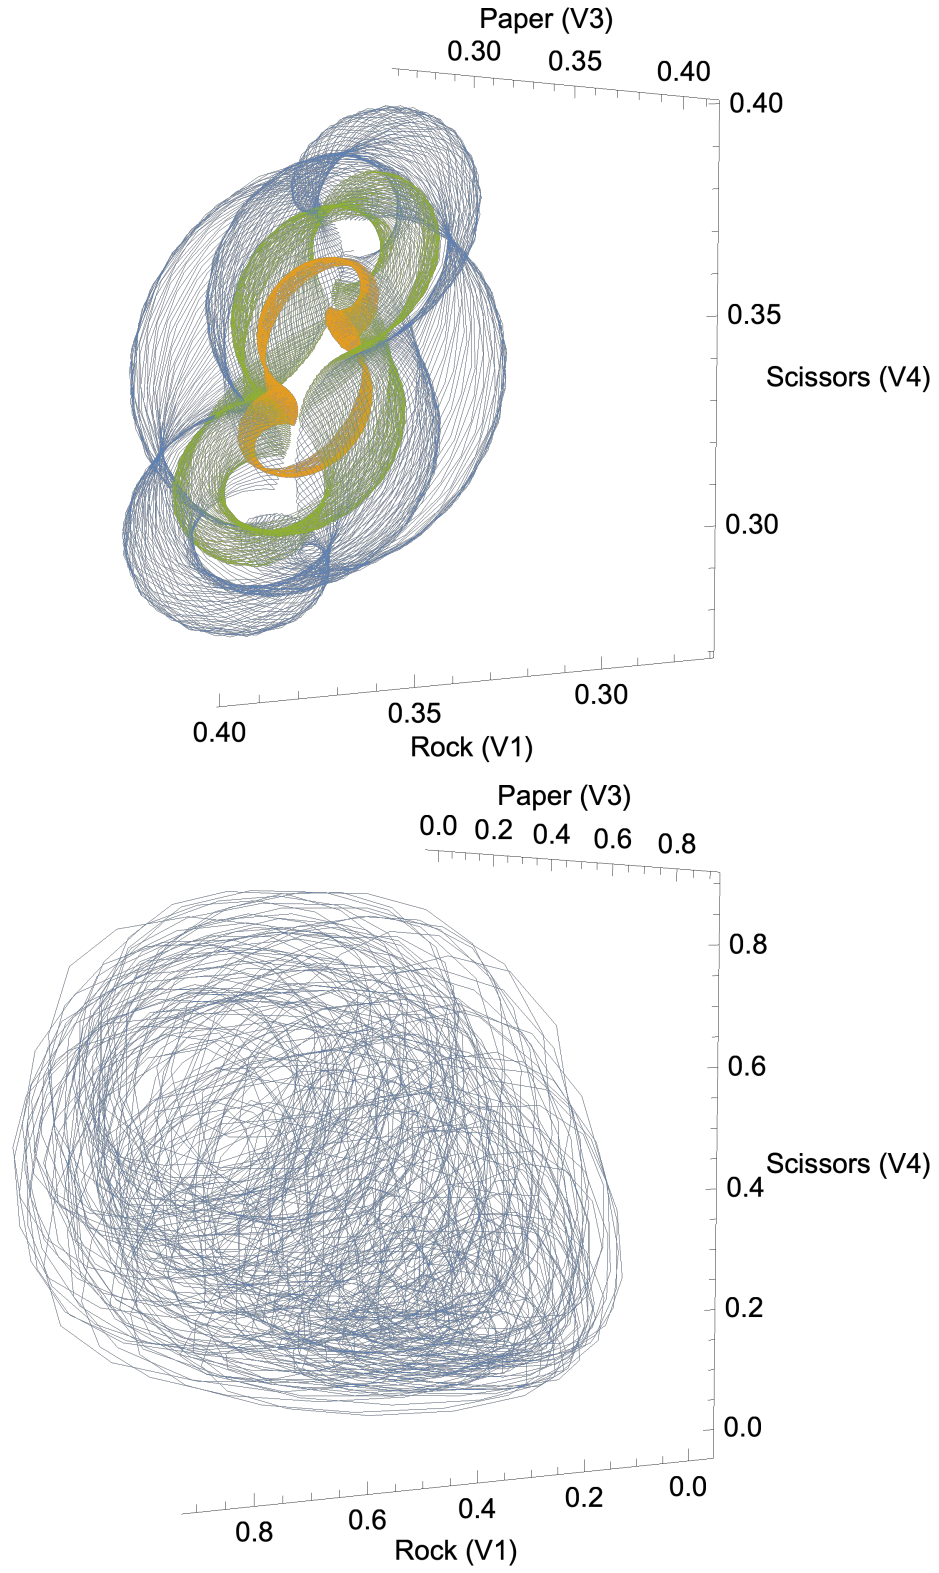 Paper (V3)
0.30 0.35 0.40
0.40
0.35
Scissors (V4)
0.30
0.40 0.35 0.30
Rock (V1)
Paper (V3)
0.0 0.2 0.4 0.6 0.8
0.8
0.6
Scissors (V4)
0.4
0.2
0.0
0.8 0.6 0.4 0.2 0.0
Rock (V1)